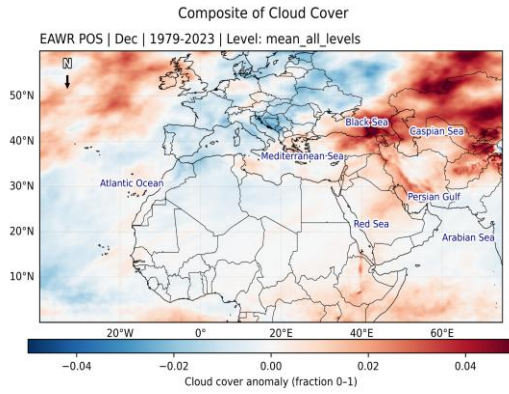 Composite of Cloud Cover
EAWR POS | Dec | 1979-2023 | Level: mean_all_levels
N
50°N
40°N
30°N
20°N
10°N
Black Sea
Caspian Sea
Mediterranean Sea
Atlantic Ocean
Persian Gulf
Red Sea
Arabian Sea
20°W
0°
20°E
40°E
60°E
−0.04
−0.02
0.00
0.02
0.04
Cloud cover anomaly (fraction 0–1)